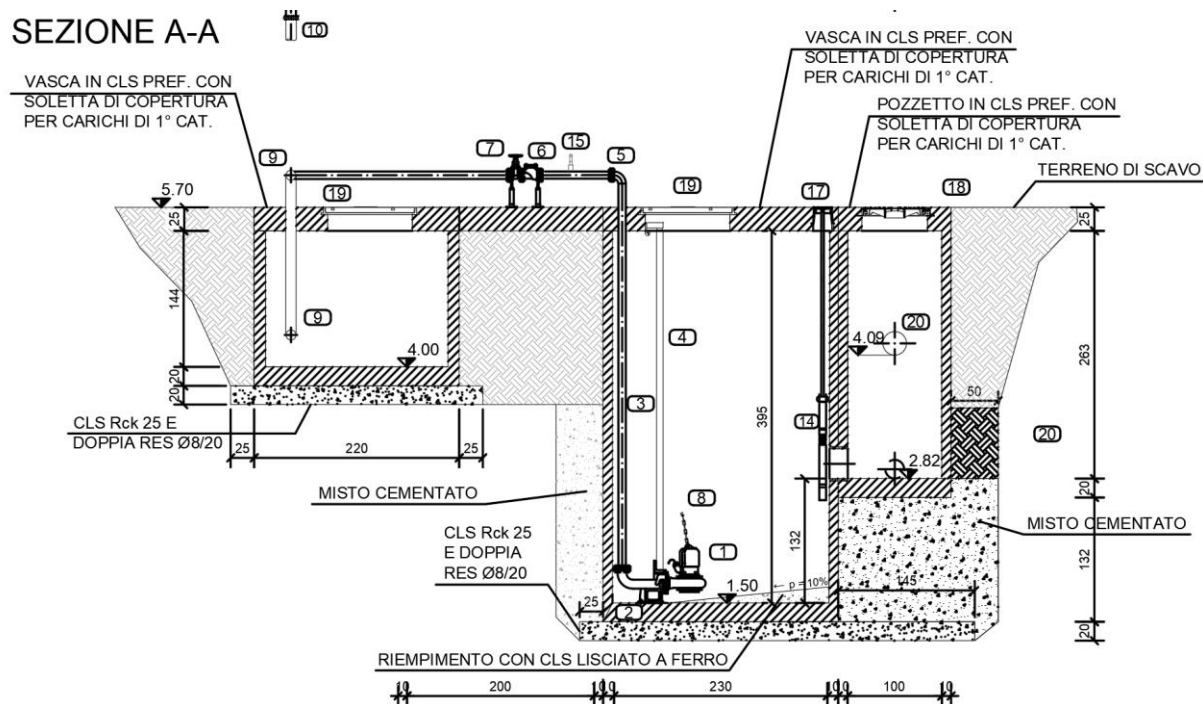 SEZIONE A-A
10
VASCA IN CLS PREF. CON
SOLETTA DI COPERTURA
PER CARICHI DI 1° CAT.
VASCA IN CLS PREF. CON
SOLETTA DI COPERTURA
PER CARICHI DI 1° CAT.
POZZETTO IN CLS PREF. CON
SOLETTA DI COPERTURA
PER CARICHI DI 1° CAT.
TERRENO DI SCAVO
9
7
6
15
5
5.70
19
19
17
18
25
25
144
9
4
4.09
20
263
4.00
20
20
3
395
14
50
20
CLS Rck 25 E
DOPPIA RES Ø8/20
25
220
25
2.82
20
MISTO CEMENTATO
8
MISTO CEMENTATO
CLS Rck 25
E DOPPIA
RES Ø8/20
1
132
132
1.50
← p = 10%
145
25
2
20
RIEMPIMENTO CON CLS LISCIATO A FERRO
10
200
10
10
230
10
10
100
10